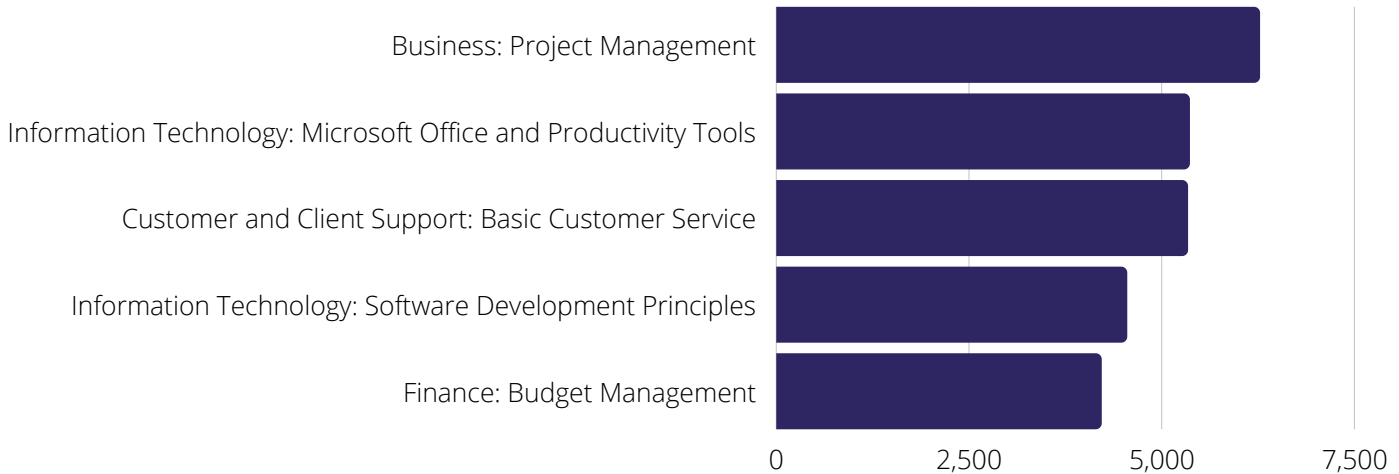 Business: Project Management
Information Technology: Microsoft Office and Productivity Tools
Customer and Client Support: Basic Customer Service
Information Technology: Software Development Principles
Finance: Budget Management
0 2,500 5,000 7,500